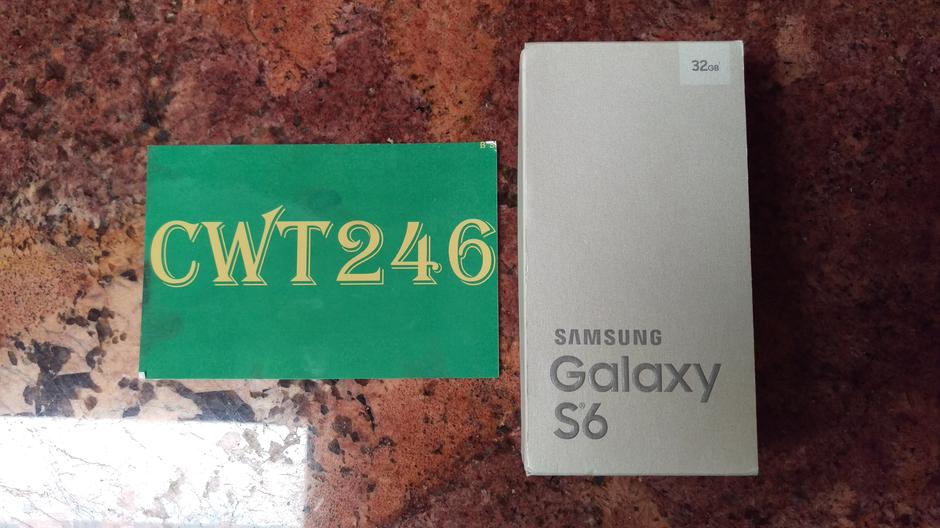 CWT246
32GB
SAMSUNG
Galaxy
S6